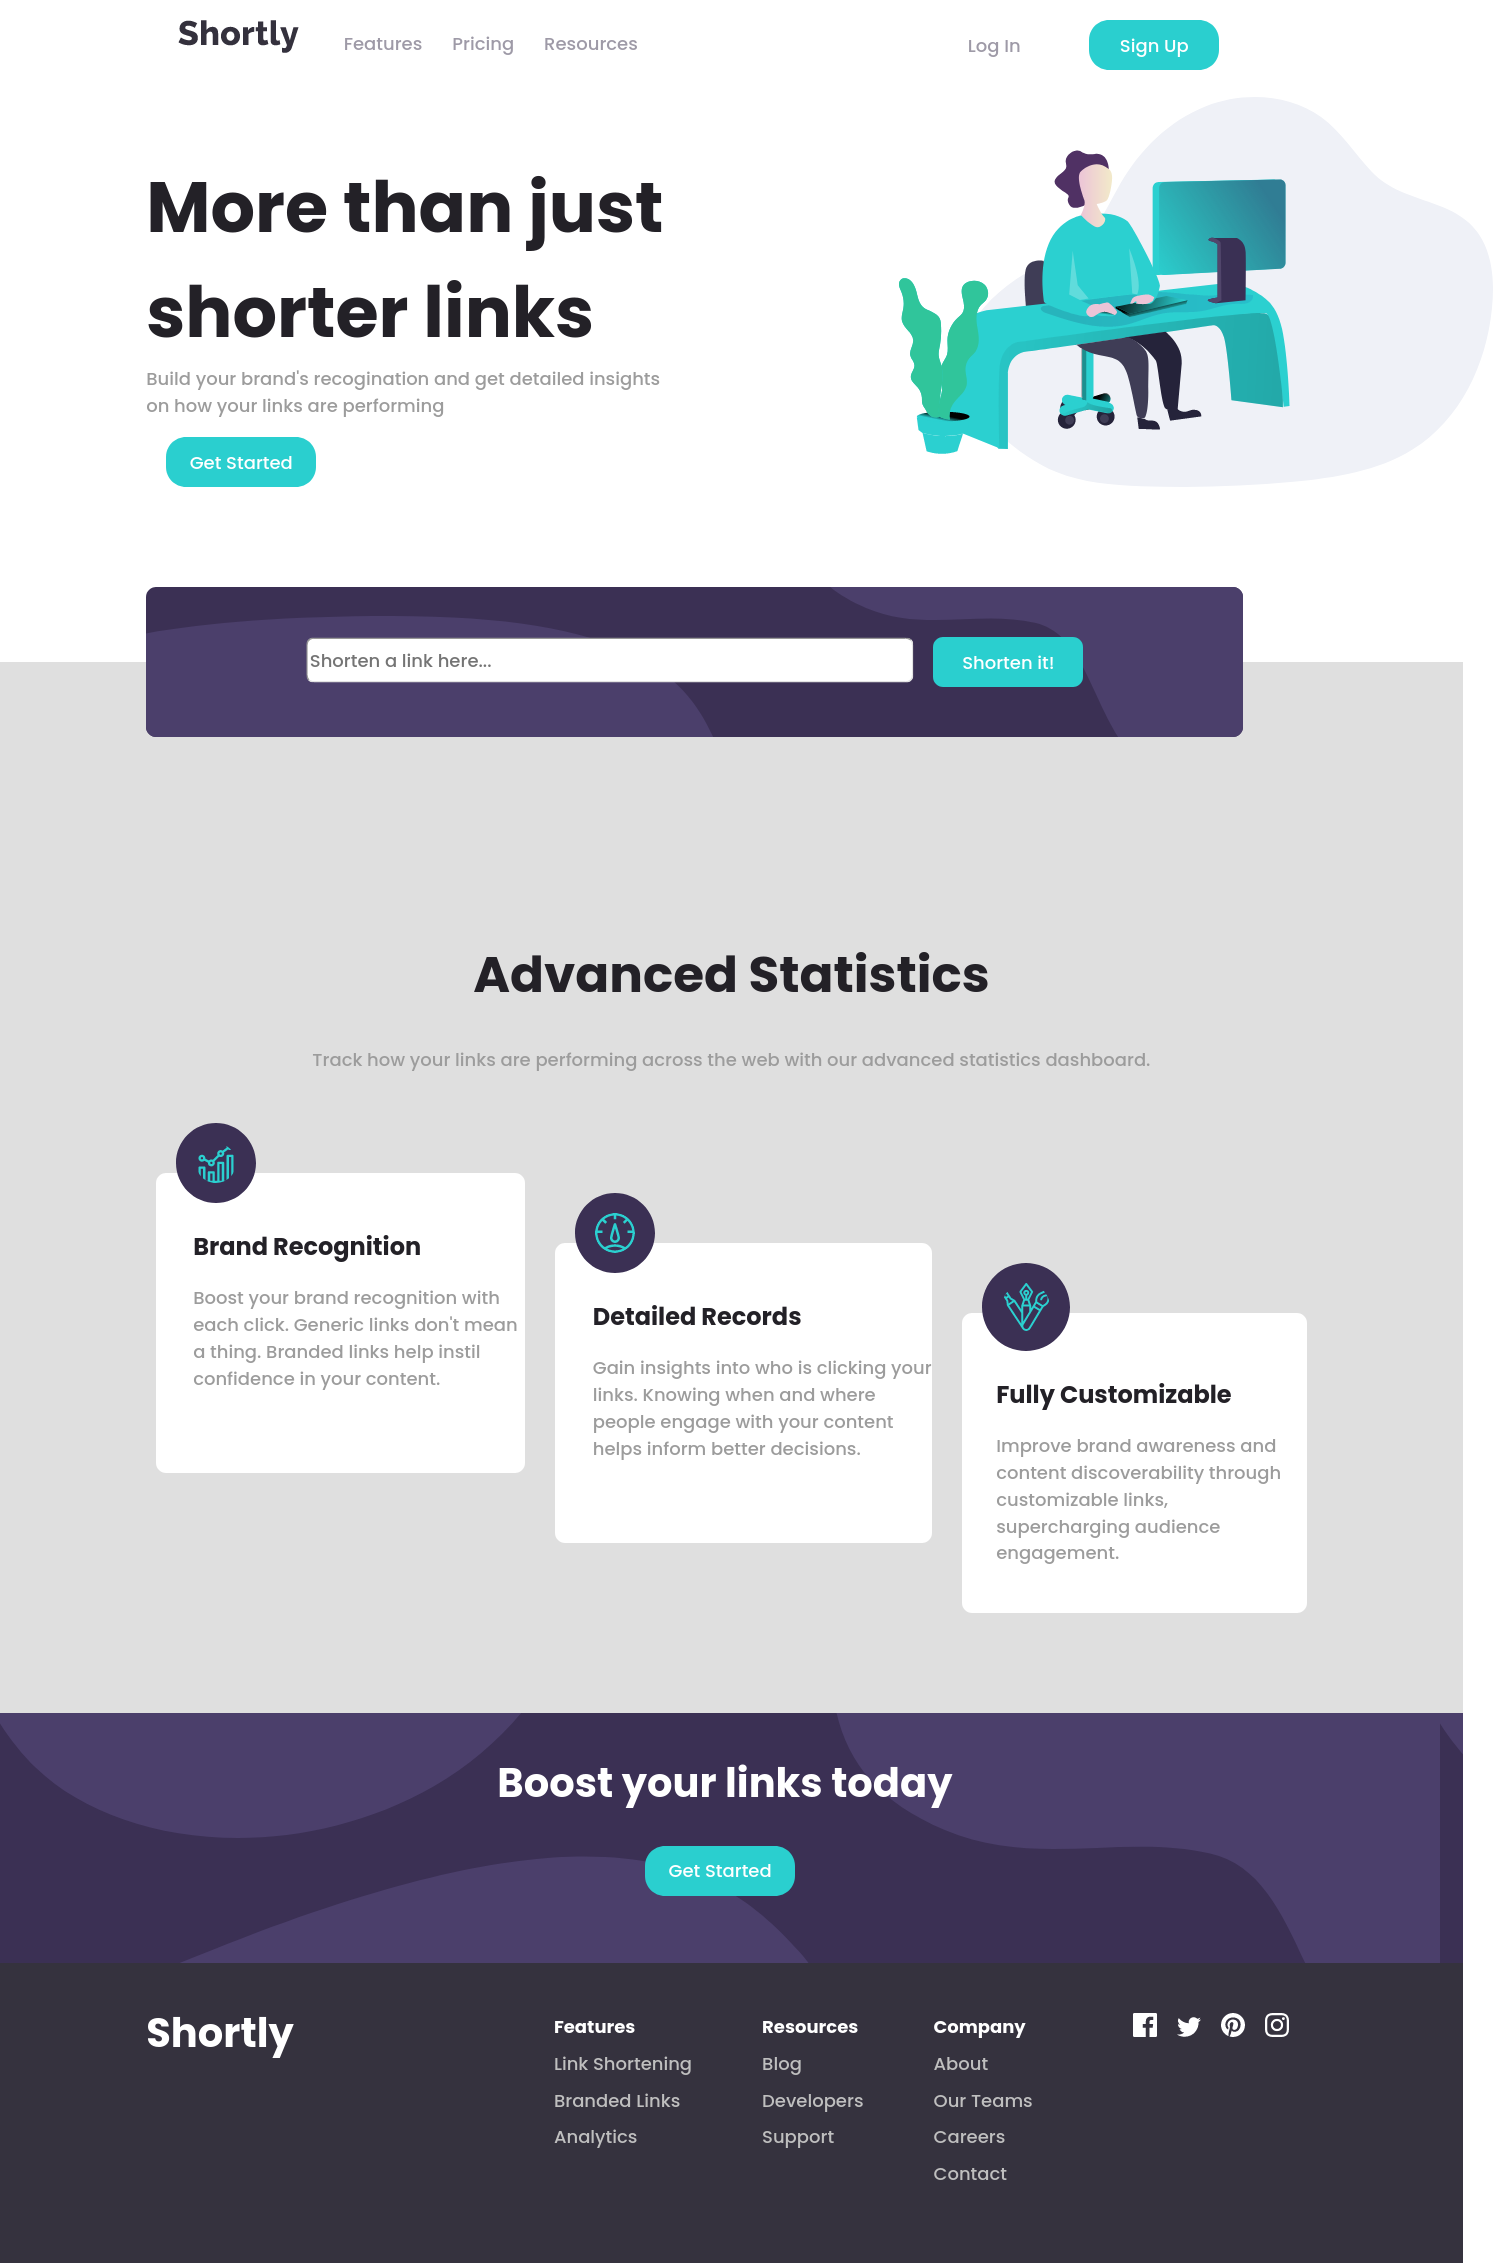 Shortly
Features
Pricing
Resources
Log In
Sign Up
More than just
shorter links
Build your brand's recogination and get detailed insights
on how your links are performing
Get Started
Shorten a link here...
Shorten it!
Advanced Statistics
Track how your links are performing across the web with our advanced statistics dashboard.
Brand Recognition
Boost your brand recognition with
each click. Generic links don't mean
a thing. Branded links help instil
confidence in your content.
Detailed Records
Gain insights into who is clicking your
links. Knowing when and where
people engage with your content
helps inform better decisions.
Fully Customizable
Improve brand awareness and
content discoverability through
customizable links,
supercharging audience
engagement.
Boost your links today
Get Started
Shortly
Features
Link Shortening
Branded Links
Analytics
Resources
Blog
Developers
Support
Company
About
Our Teams
Careers
Contact